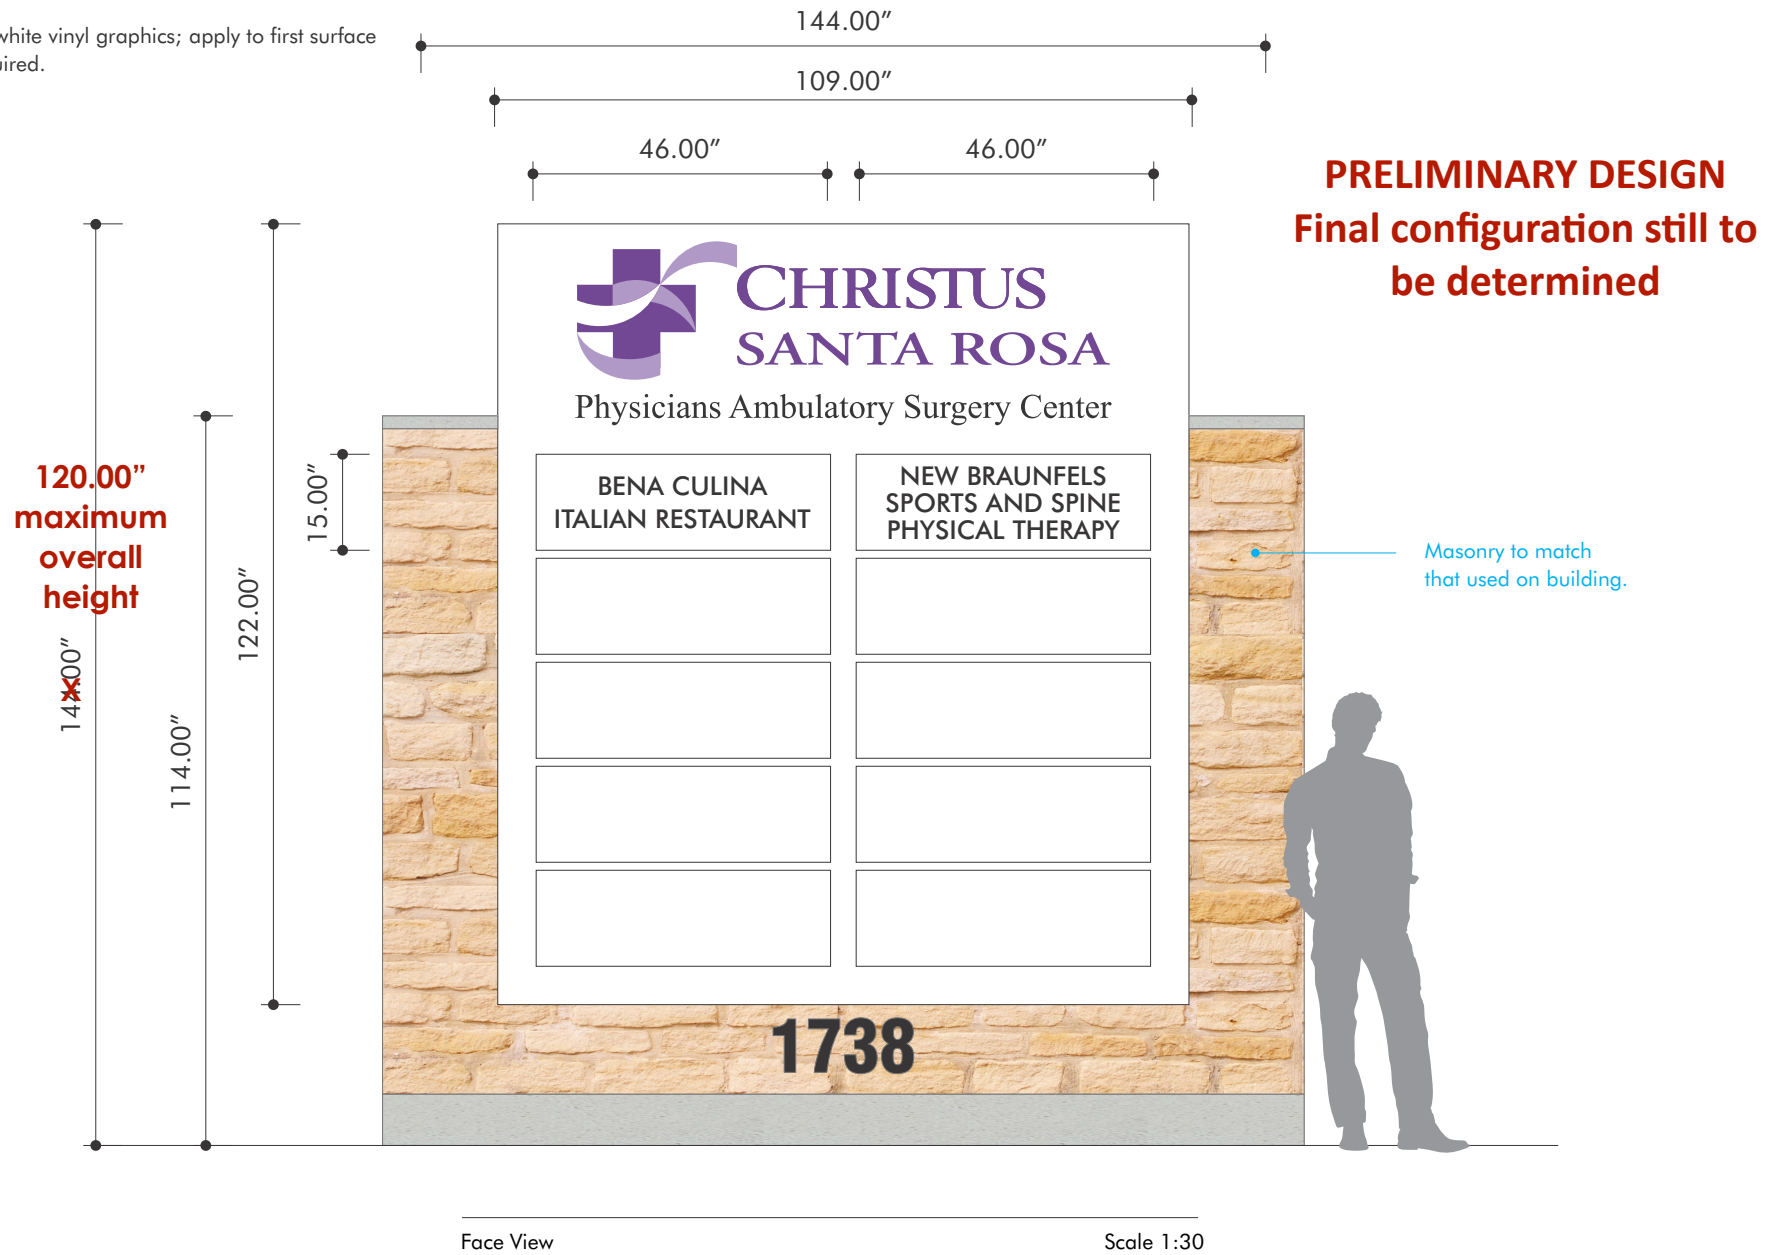 white vinyl graphics; apply to first surface
144.00”
109.00”
46.00”
46.00”
PRELIMINARY DESIGN
Final configuration still to
be determined
CHRISTUS
SANTA ROSA
Physicians Ambulatory Surgery Center
120.00”
maximum
overall
height
144.00”
x
114.00”
122.00”
15.00”
BENA CULINA
ITALIAN RESTAURANT
NEW BRAUNFELS
SPORTS AND SPINE
PHYSICAL THERAPY
Masonry to match
that used on building.
1738
Face View
Scale 1:30